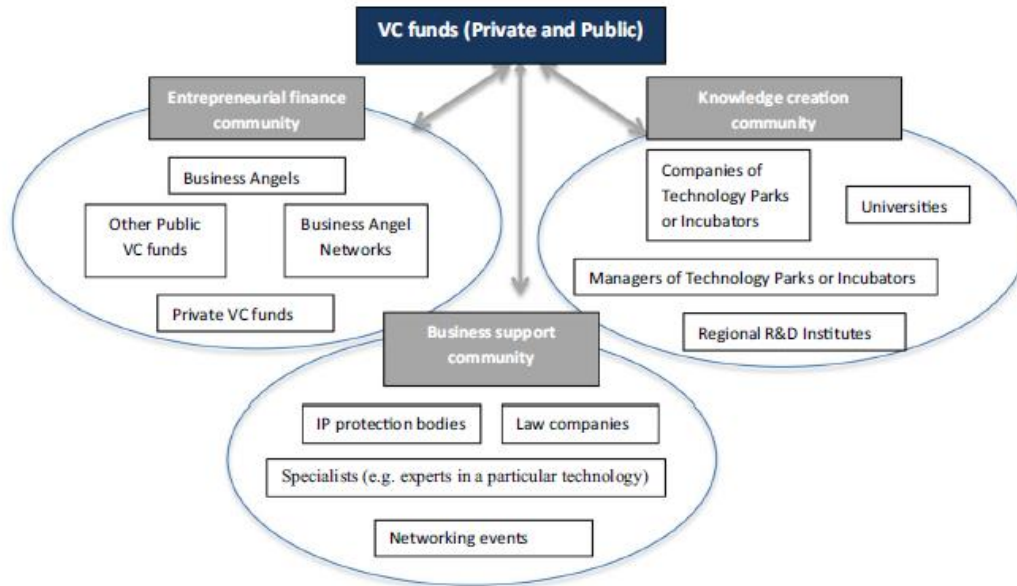 VC funds (Private and Public)
Entrepreneurial finance
community
Business Angels
Other Public
VC funds
Business Angel
Networks
Private VC funds
Knowledge creation
community
Companies of
Technology Parks
or Incubators
Universities
Managers of Technology Parks or Incubators
Regional R&D Institutes
Business support
community
IP protection bodies
Law companies
Specialists (e.g. experts in a particular technology)
Networking events